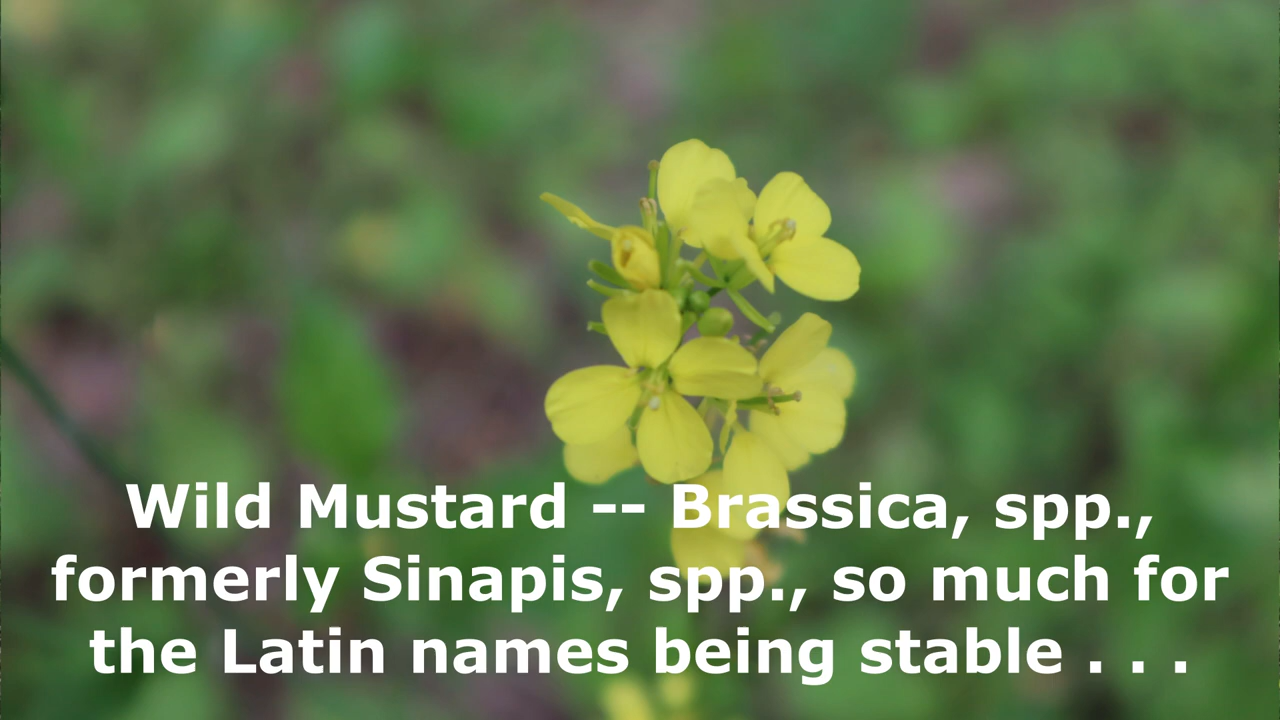 Wild Mustard -- Brassica, spp.,
formerly Sinapis, spp., so much for
the Latin names being stable . . .